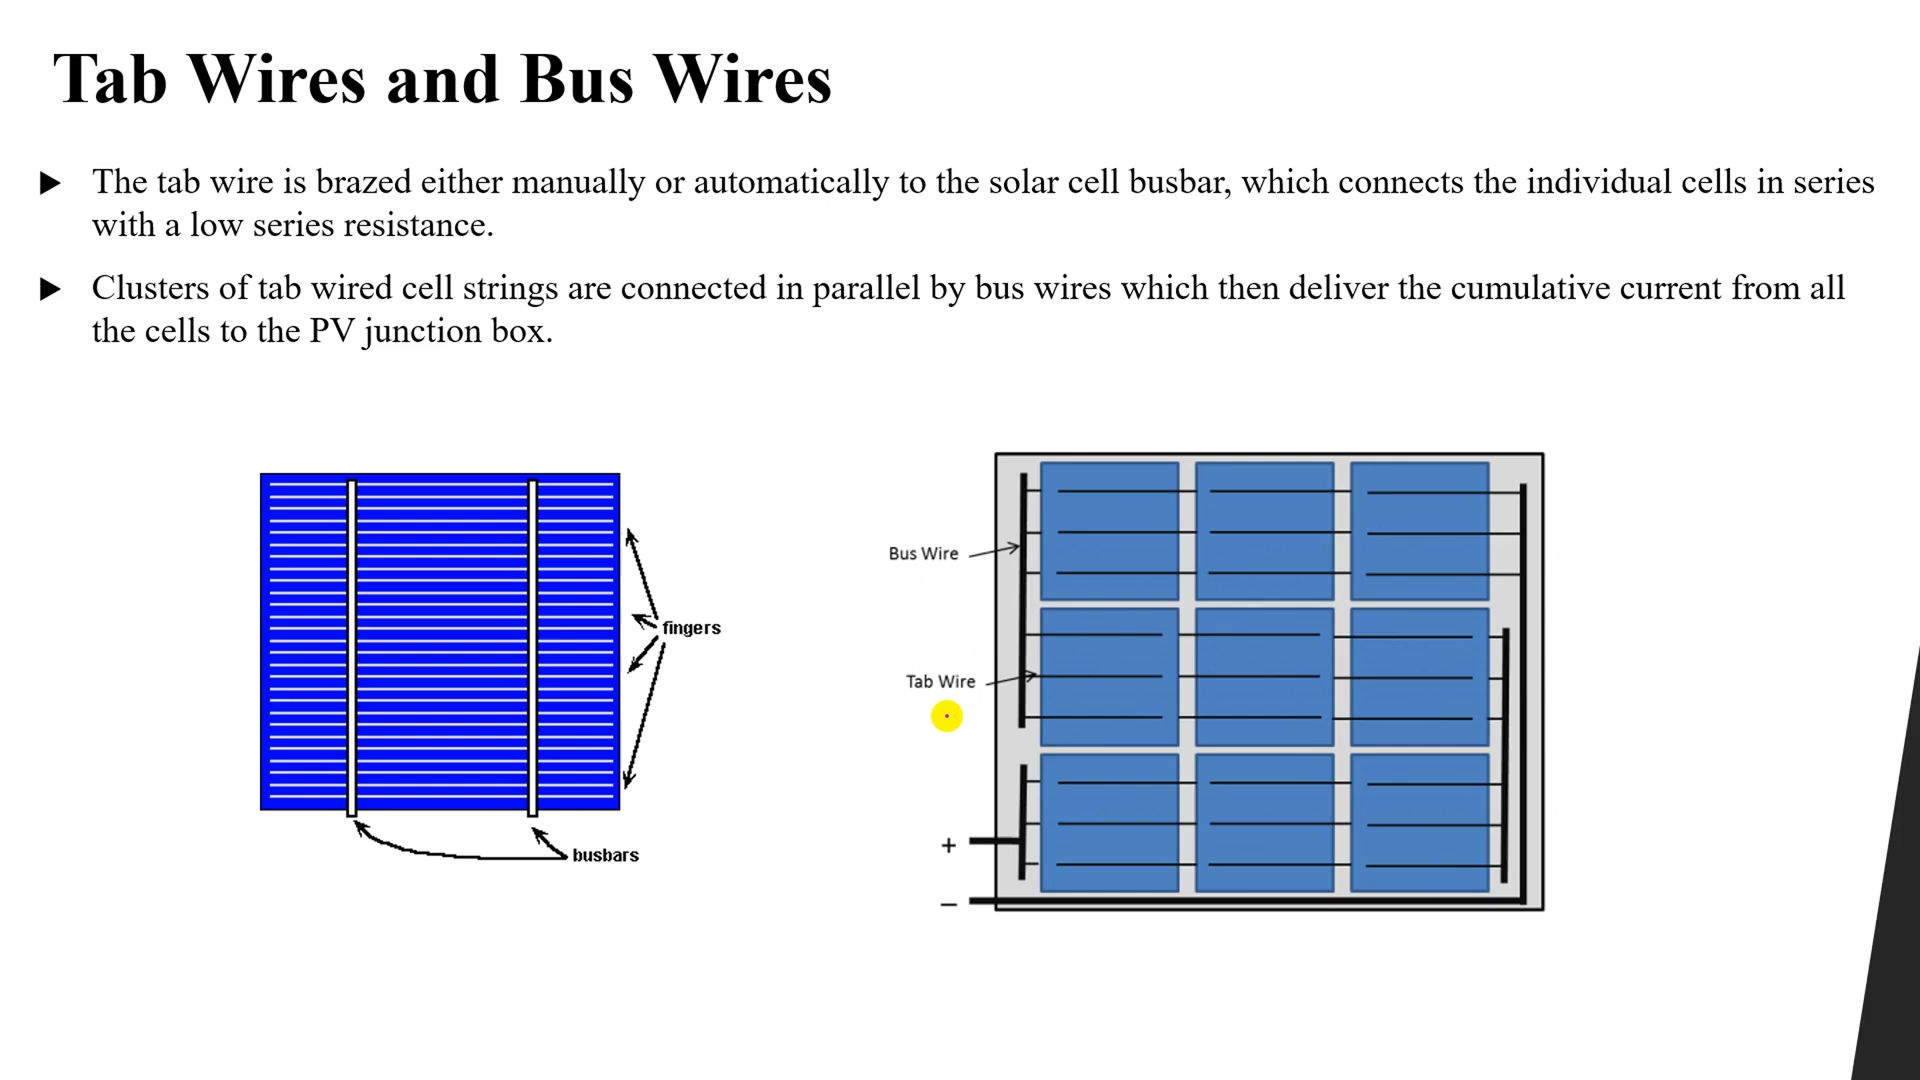 Tab Wires and Bus Wires
The tab wire is brazed either manually or automatically to the solar cell busbar, which connects the individual cells in series
with a low series resistance.
Clusters of tab wired cell strings are connected in parallel by bus wires which then deliver the cumulative current from all
the cells to the PV junction box.
fingers
busbars
Bus Wire
Tab Wire
+
–